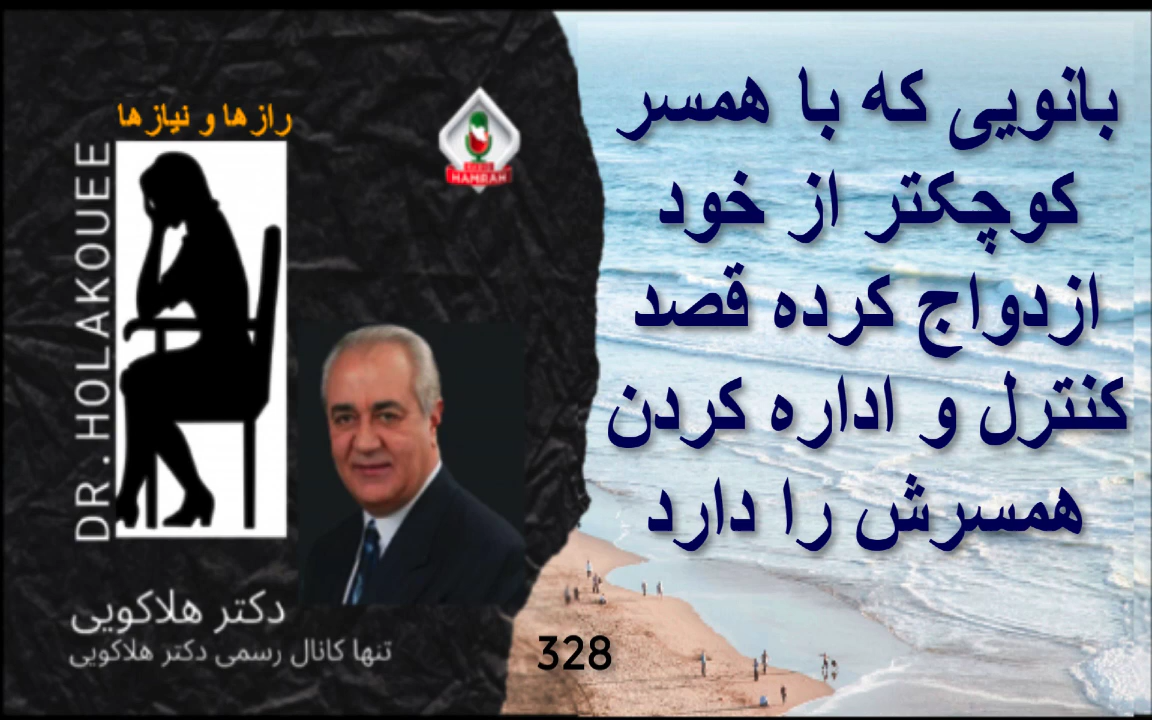 رازها و نیازها
DR.HOLAKOUEE
HAMRAH
دکتر هلاکویی
تنها کانال رسمی دکتر هلاکویی
بانویی که با همسر
کوچکتر از خود
ازدواج کرده قصد
کنترل و اداره کردن
همسرش را دارد
328